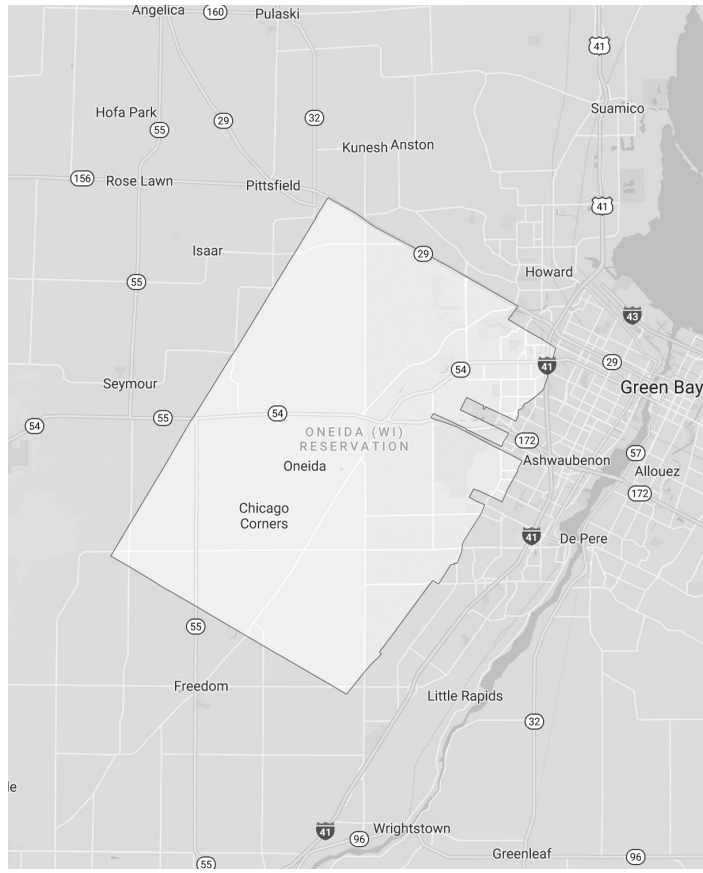 Angelica
160
Pulaski
41
Hofa Park
Suamico
55
29
32
Kunesh
Anston
156
Rose Lawn
Pittsfield
41
Isaar
29
Howard
55
43
54
41
29
Seymour
Green Bay
54
55
54
ONEIDA (WI)
RESERVATION
172
57
Oneida
Ashwaubenon
Allouez
172
Chicago
Corners
41
De Pere
55
Freedom
Little Rapids
32
le
41
96
Wrightstown
Greenleaf
96
55